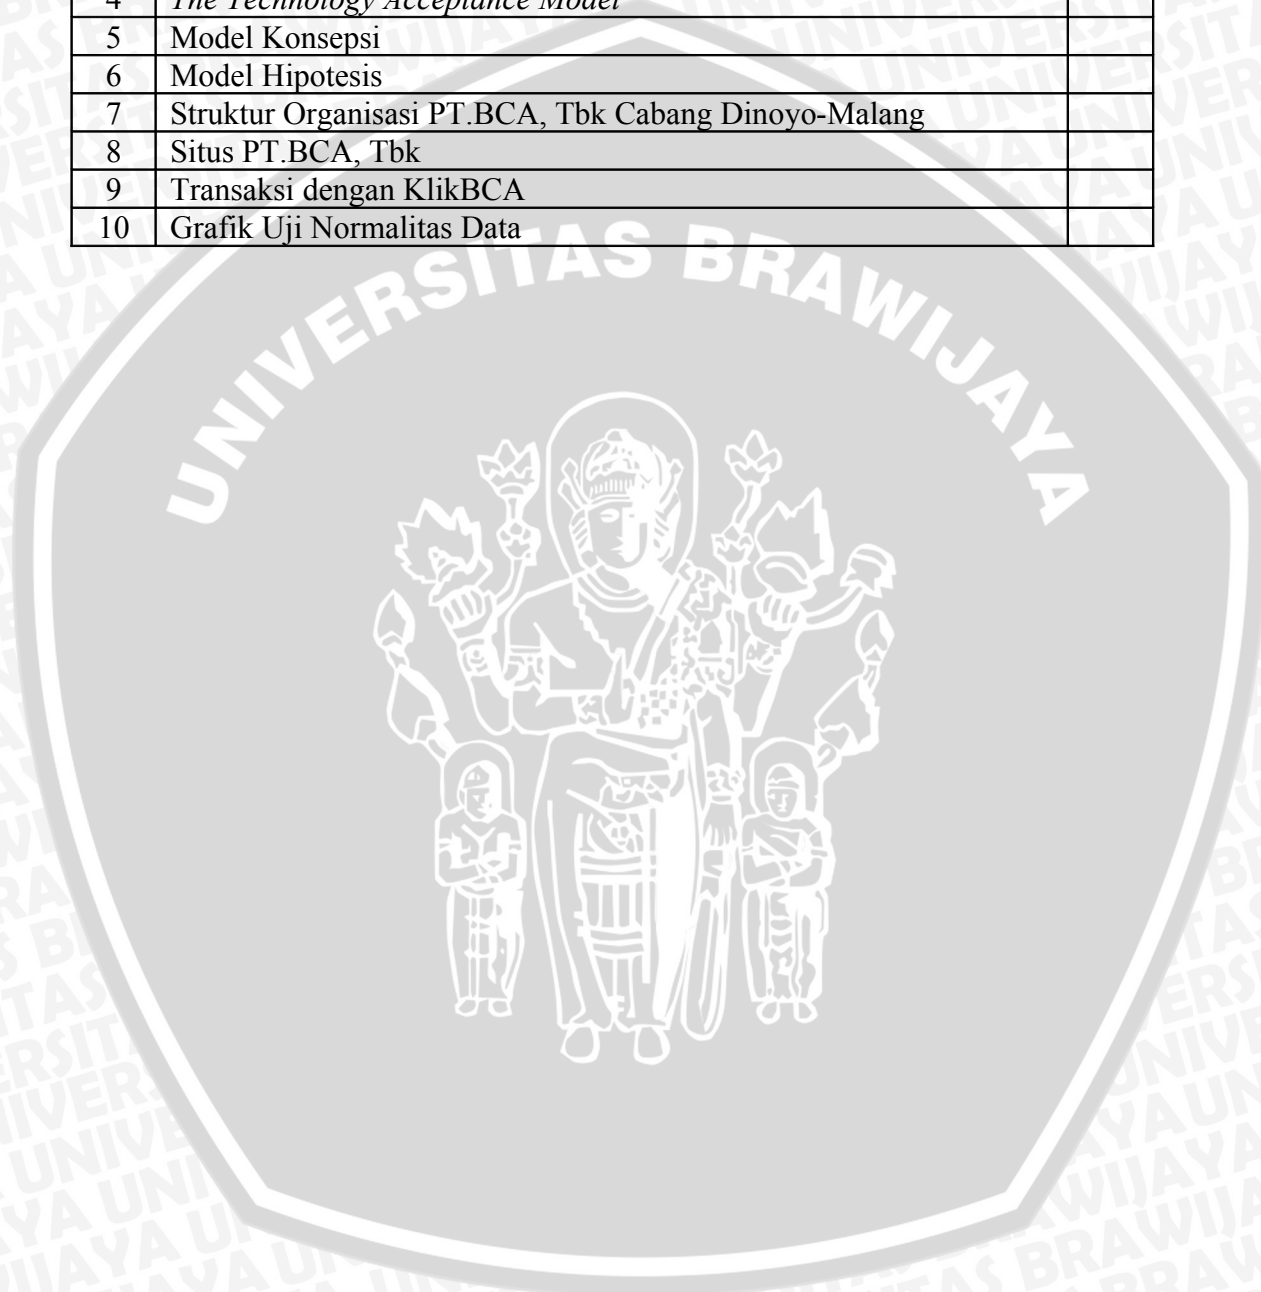 4 The Technology Acceptance Model
5 Model Konsepsi
6 Model Hipotesis
7 Struktur Organisasi PT.BCA, Tbk Cabang Dinoyo-Malang
8 Situs PT.BCA, Tbk
9 Transaksi dengan KlikBCA
10 Grafik Uji Normalitas Data
UNIVERSITAS BRAWIJAYA